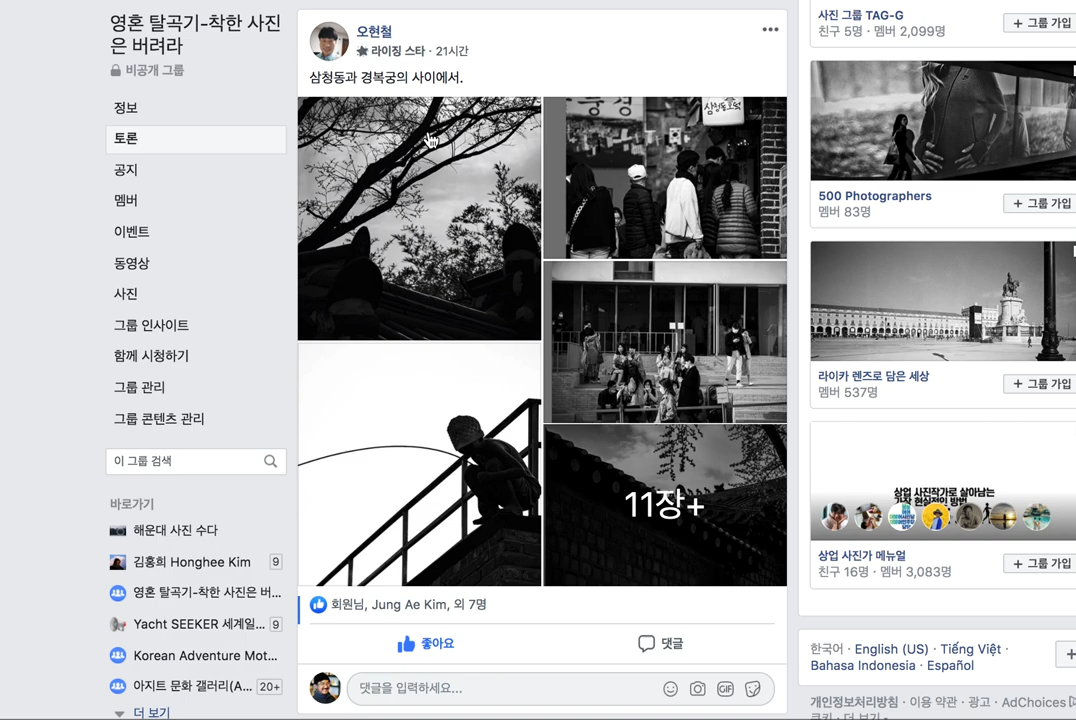 영혼 탈곡기-착한 사진
은 버려라
비공개 그룹
정보
토론
공지
멤버
이벤트
동영상
사진
그룹 인사이트
함께 시청하기
그룹 관리
그룹 콘텐츠 관리
이 그룹 검색
바로가기
해운대 사진 수다
김홍희 Honghee Kim 9
영혼 탈곡기-착한 사진은 버...
Yacht SEEKER 세계일... 9
Korean Adventure Mot...
아지트 문화 갤러리(A... 20+
더 보기
오현철
라이징 스타 · 21시간
삼청동과 경복궁의 사이에서.
11장+
회원님, Jung Ae Kim, 외 7명
좋아요
댓글
댓글을 입력하세요...
GIF
사진 그룹 TAG-G
친구 5명 · 멤버 2,099명
+ 그룹 가입
500 Photographers
멤버 83명
+ 그룹 가입
라이카 렌즈로 담은 세상
멤버 537명
+ 그룹 가입
상업 사진작가로 살아남는
가장 현실적인 방법
상업 사진가 메뉴얼
친구 16명 · 멤버 3,083명
+ 그룹 가입
한국어 · English (US) · Tiếng Việt ·
Bahasa Indonesia · Español
개인정보처리방침 · 이용 약관 · 광고 · AdChoices
쿠키 · 더 보기